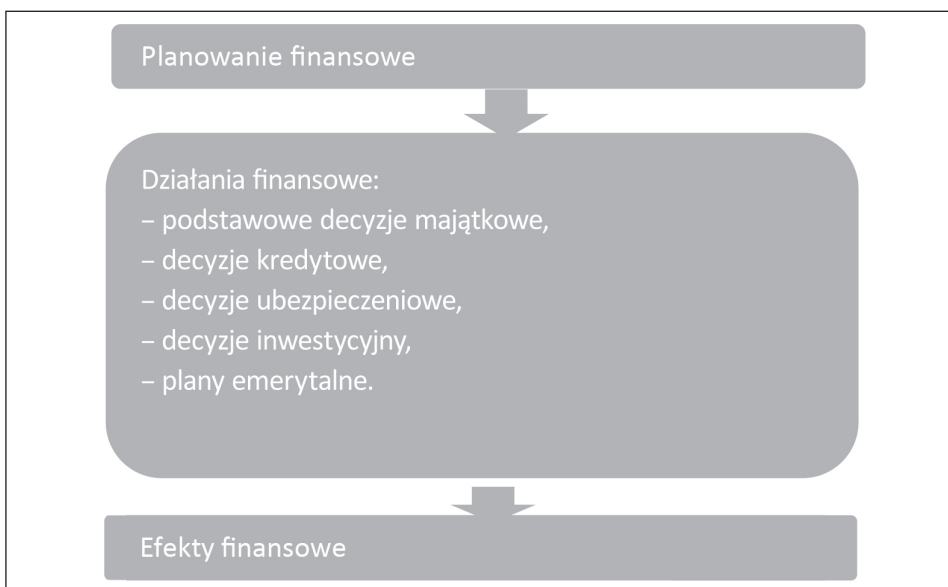 Planowanie finansowe
Działania finansowe:
– podstawowe decyzje majątkowe,
– decyzje kredytowe,
– decyzje ubezpieczeniowe,
– decyzje inwestycyjny,
– plany emerytalne.
Efekty finansowe